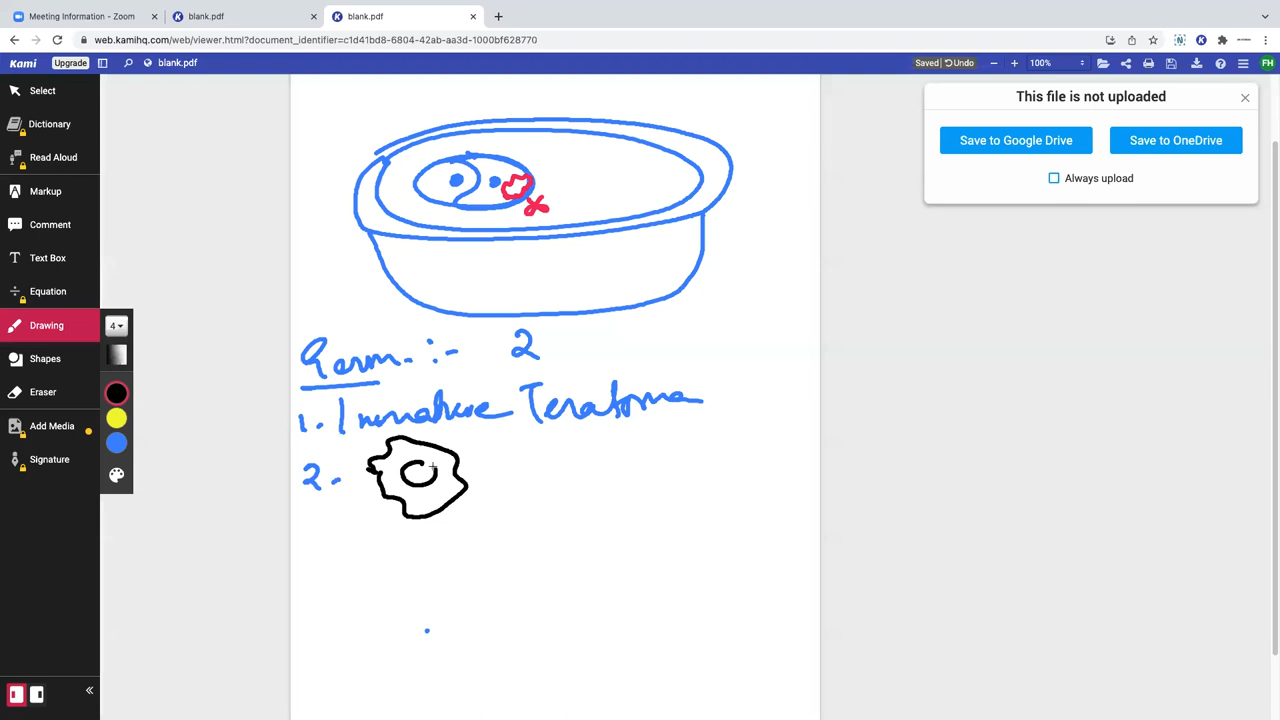 Meeting Information - Zoom
blank.pdf
blank.pdf
web.kamihq.com/web/viewer.html?document_identifier=c1d41bd8-6804-42ab-aa3d-1000bf628770
Kami
Upgrade
blank.pdf
Saved
Undo
100%
FH
Select
Dictionary
Read Aloud
Markup
Comment
Text Box
Equation
Drawing
Shapes
Eraser
Add Media
Signature
4
This file is not uploaded
Save to Google Drive
Save to OneDrive
Always upload
Germ. :- 2
1. Immature Teratoma
2.